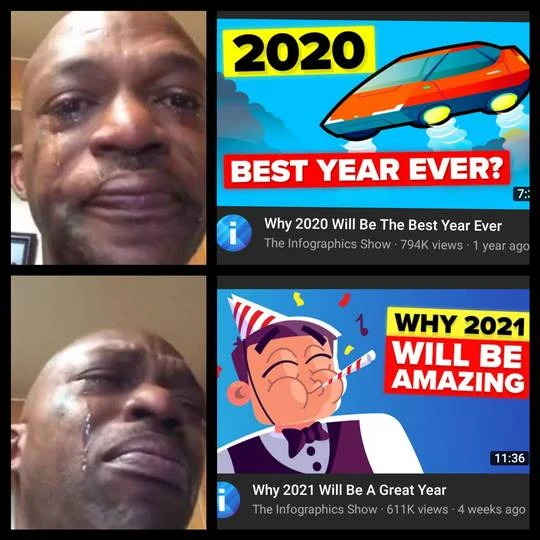 2020
BEST YEAR EVER?
7:3
i
Why 2020 Will Be The Best Year Ever
The Infographics Show · 794K views · 1 year ago
WHY 2021
WILL BE
AMAZING
11:36
i
Why 2021 Will Be A Great Year
The Infographics Show · 611K views · 4 weeks ago